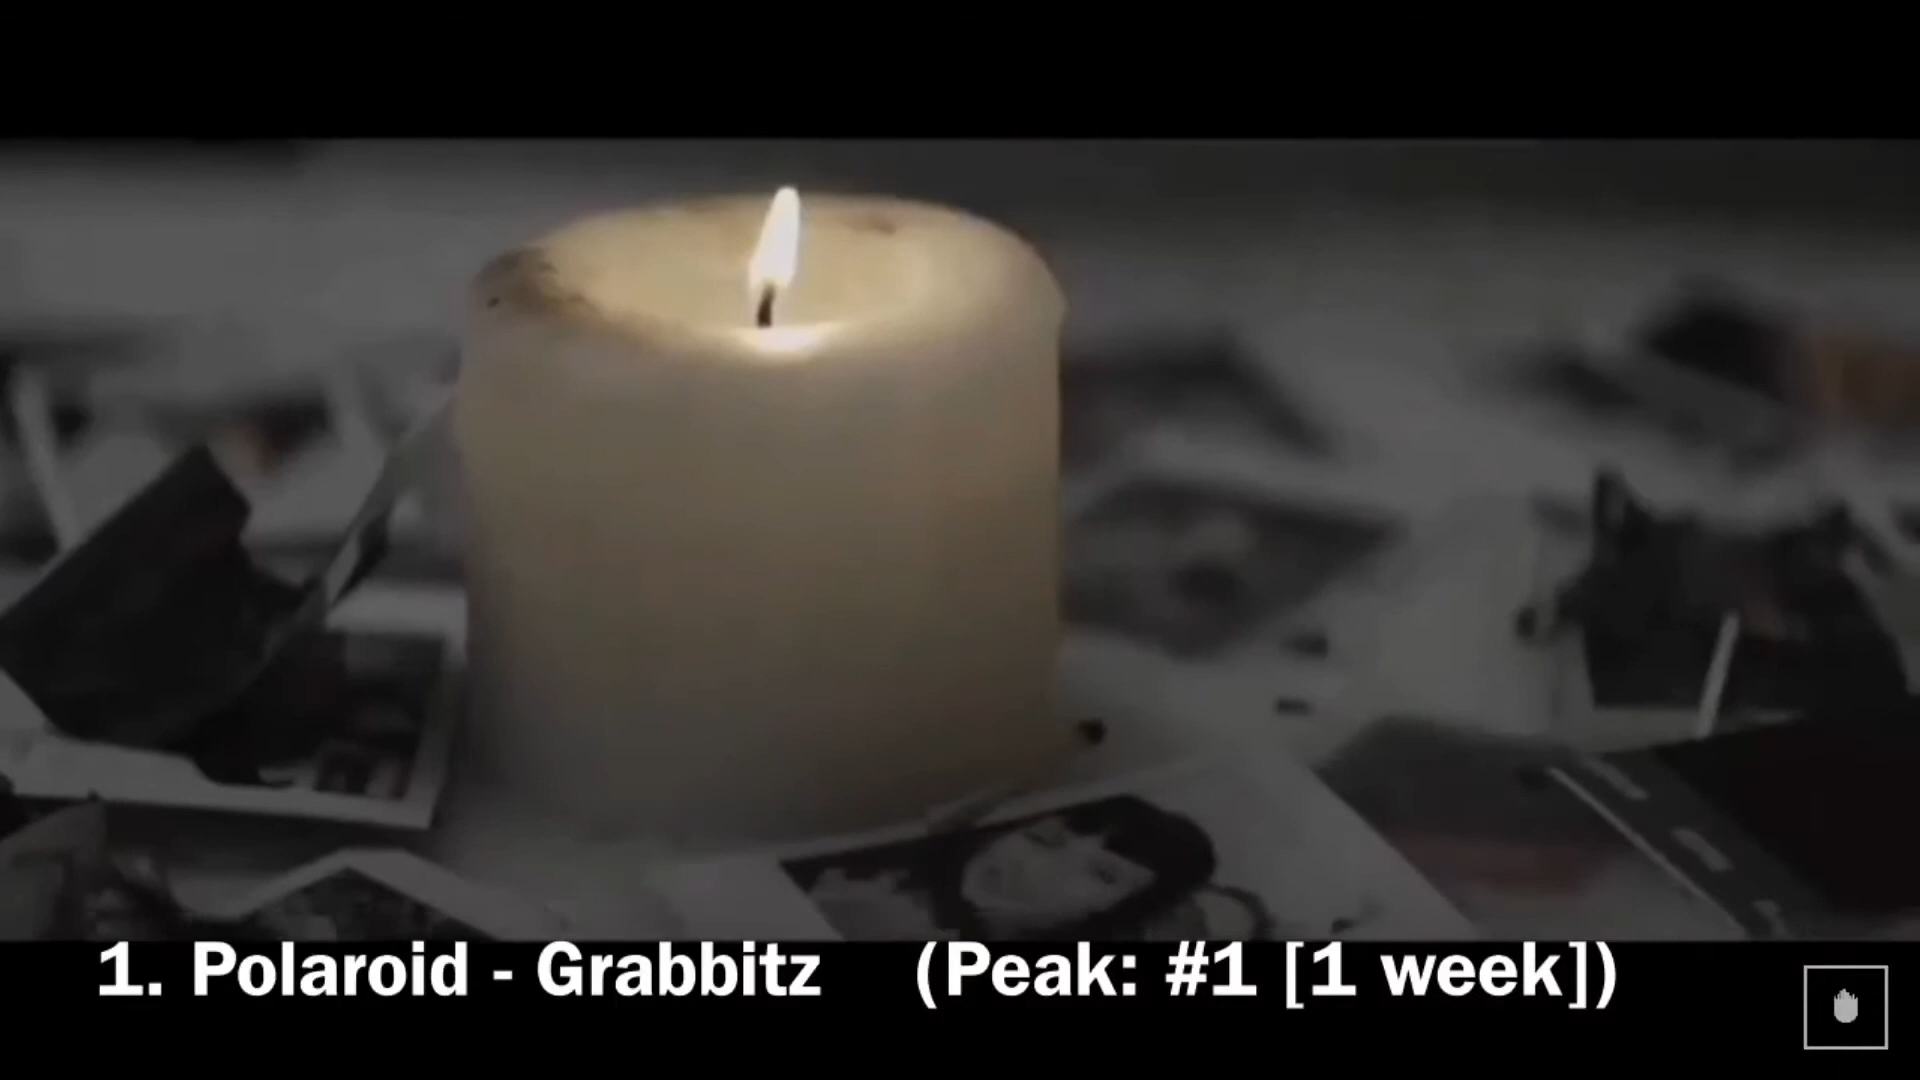 1. Polaroid - Grabbitz (Peak: #1 [1 week])